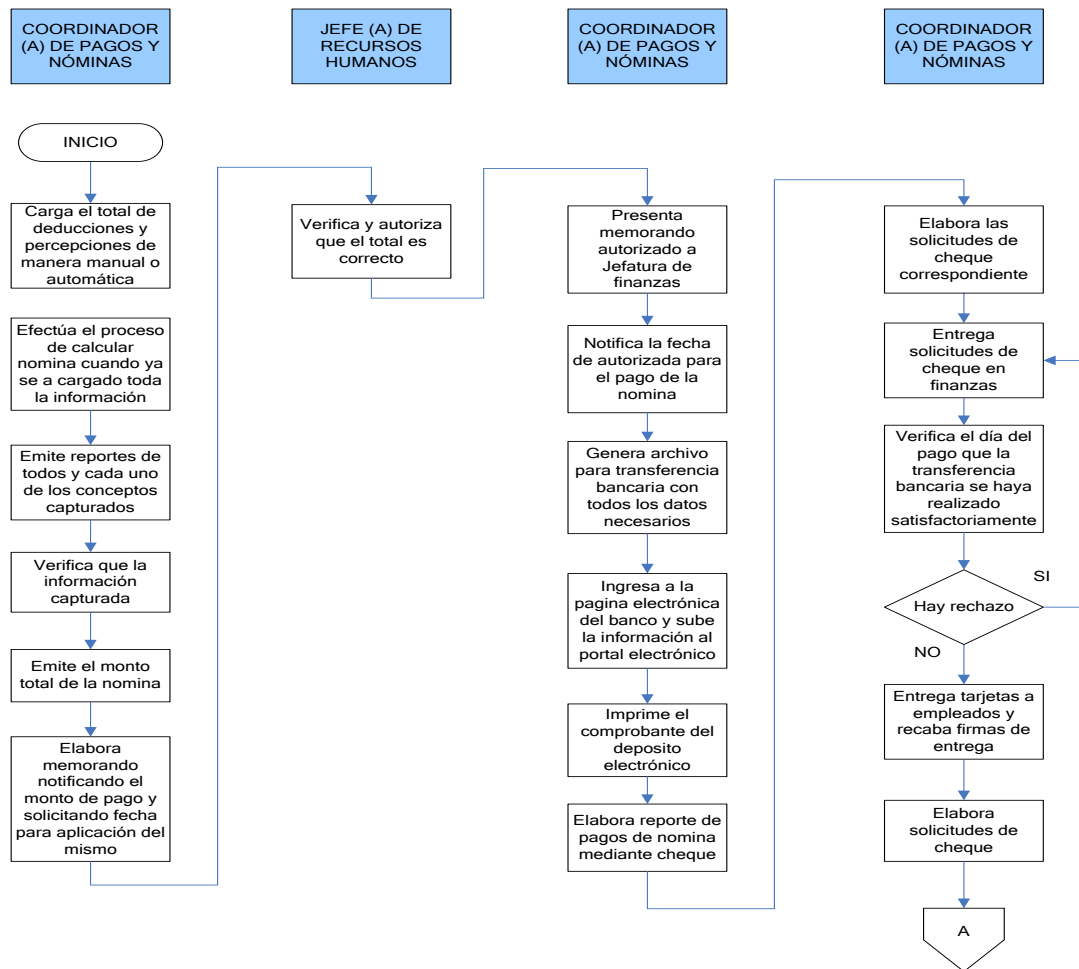 COORDINADOR
(A) DE PAGOS Y
NÓMINAS
JEFE (A) DE
RECURSOS
HUMANOS
COORDINADOR
(A) DE PAGOS Y
NÓMINAS
COORDINADOR
(A) DE PAGOS Y
NÓMINAS
INICIO
Carga el total de
deducciones y
percepciones de
manera manual o
automática
Efectúa el proceso
de calcular
nomina cuando ya
se a cargado toda
la información
Emite reportes de
todos y cada uno
de los conceptos
capturados
Verifica que la
información
capturada
Emite el monto
total de la nomina
Elabora
memorando
notificando el
monto de pago y
solicitando fecha
para aplicación del
mismo
Verifica y autoriza
que el total es
correcto
Presenta
memorando
autorizado a
Jefatura de
finanzas
Notifica la fecha
de autorizada para
el pago de la
nomina
Genera archivo
para transferencia
bancaria con
todos los datos
necesarios
Ingresa a la
pagina electrónica
del banco y sube
la información al
portal electrónico
Imprime el
comprobante del
deposito
electrónico
Elabora reporte de
pagos de nomina
mediante cheque
Elabora las
solicitudes de
cheque
correspondiente
Entrega
solicitudes de
cheque en
finanzas
Verifica el día del
pago que la
transferencia
bancaria se haya
realizado
satisfactoriamente
Hay rechazo
SI
NO
Entrega tarjetas a
empleados y
recaba firmas de
entrega
Elabora
solicitudes de
cheque
A